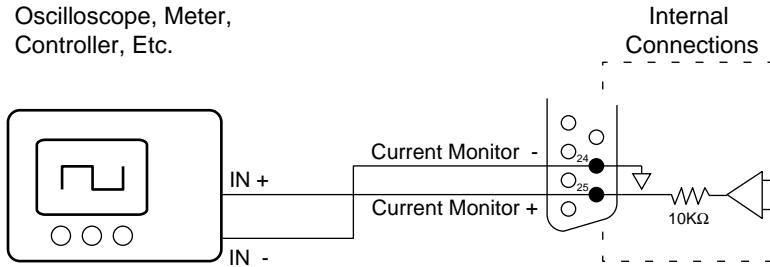 Oscilloscope, Meter,
Controller, Etc.
Internal
Connections
Current Monitor -
24
IN +
25
Current Monitor +
10KΩ
IN -